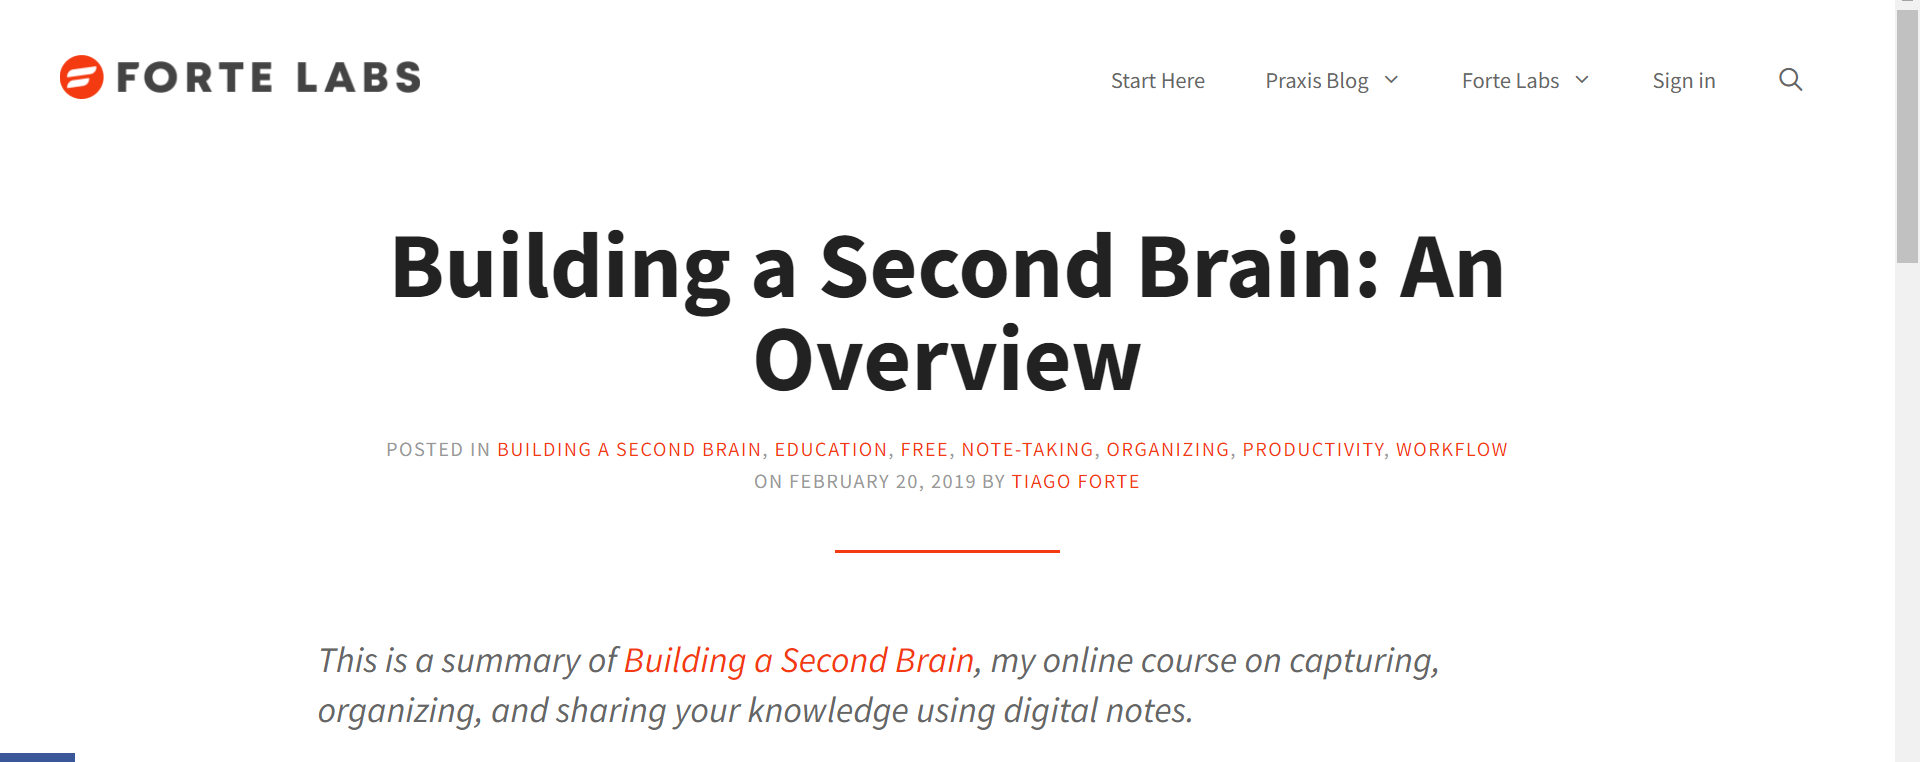 FORTE LABS
Start Here
Praxis Blog
Forte Labs
Sign in
Building a Second Brain: An
Overview
POSTED IN BUILDING A SECOND BRAIN, EDUCATION, FREE, NOTE-TAKING, ORGANIZING, PRODUCTIVITY, WORKFLOW
ON FEBRUARY 20, 2019 BY TIAGO FORTE
This is a summary of Building a Second Brain, my online course on capturing,
organizing, and sharing your knowledge using digital notes.